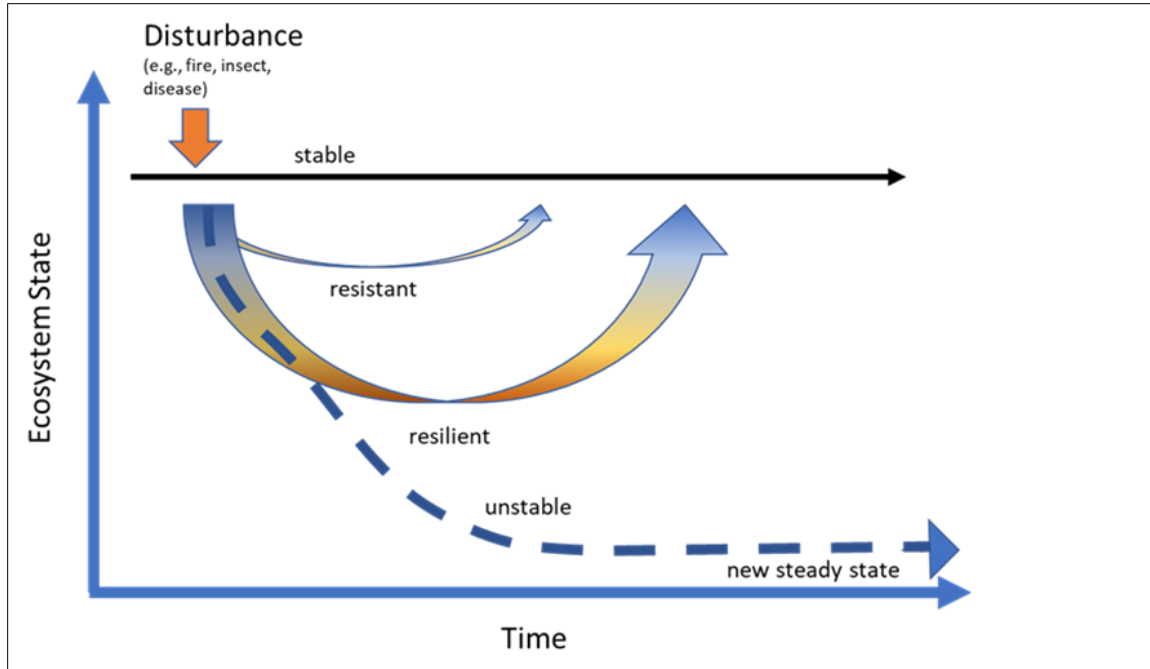 Disturbance
(e.g., fire, insect,
disease)
stable
resistant
resilient
unstable
new steady state
Ecosystem State
Time